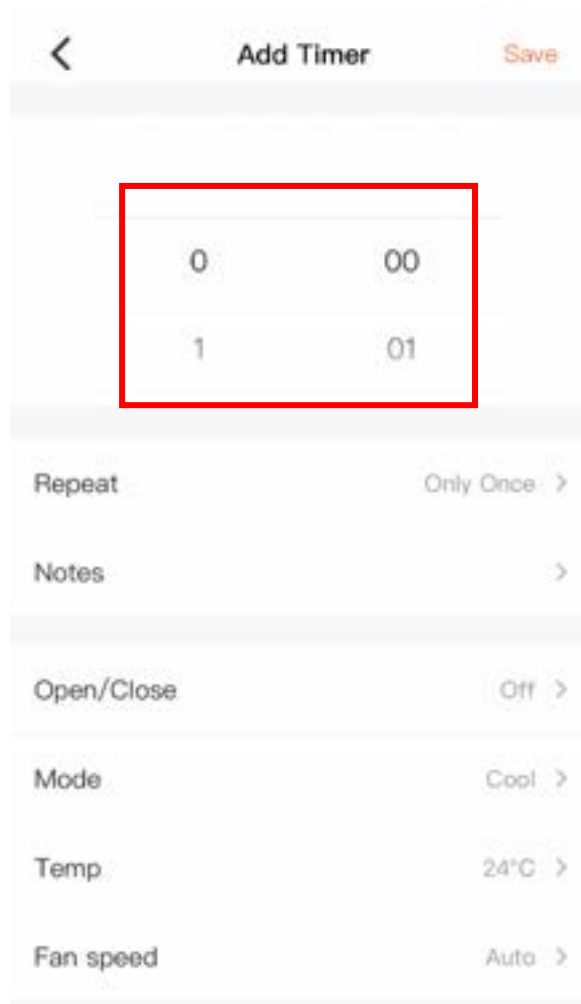 Add Timer Save
0 00
1 01
Repeat Only Once
Notes
Open/Close Off
Mode Cool
Temp 24°C
Fan speed Auto